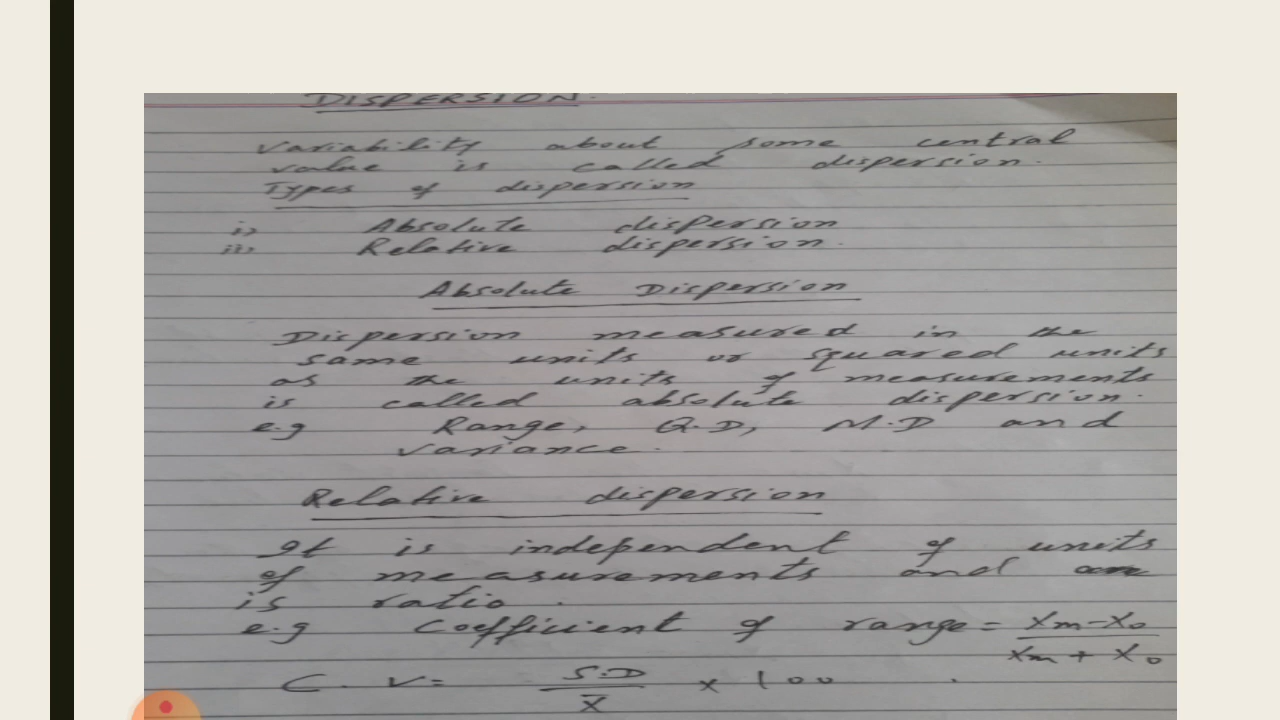 DISPERSION.
Variability about some central
value is called dispersion.
Types of dispersion
i) Absolute dispersion
ii) Relative dispersion.
Absolute Dispersion
Dispersion measured in the
same units or squared units
as the units of measurements
is called absolute dispersion.
e.g Range, Q.D, M.D and
variance.
Relative dispersion
It is independent of units
of measurements and
is ratio.
e.g Coefficient of range = Xm-X0 / Xm + X0
C.V = S.D / X̄ × 100